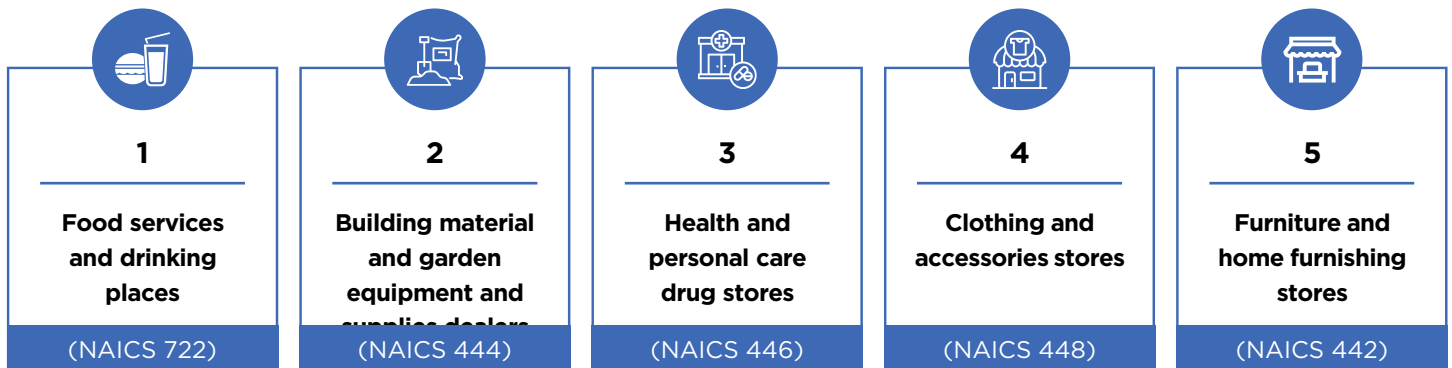 1
Food services
and drinking
places
(NAICS 722)
2
Building material
and garden
equipment and
supplies dealers
(NAICS 444)
3
Health and
personal care
drug stores
(NAICS 446)
4
Clothing and
accessories stores
(NAICS 448)
5
Furniture and
home furnishing
stores
(NAICS 442)